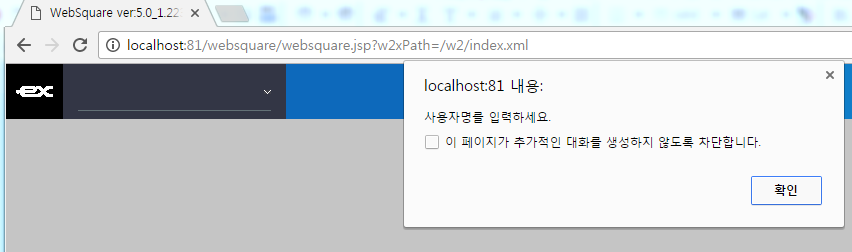 WebSquare ver:5.0_1.22
localhost:81/websquare/websquare.jsp?w2xPath=/w2/index.xml
ex
localhost:81 내용:
사용자명를 입력하세요.
이 페이지가 추가적인 대화를 생성하지 않도록 차단합니다.
확인